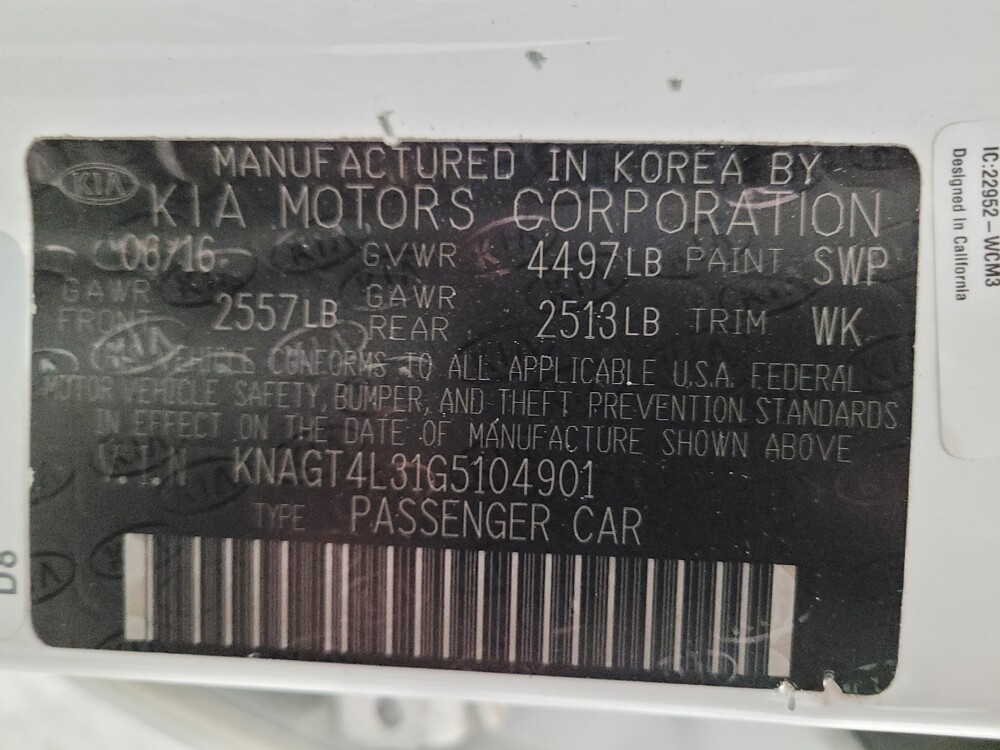 MANUFACTURED IN KOREA BY
KIA
KIA MOTORS CORPORATION
06/16 GVWR 4497LB PAINT SWP
GAWR FRONT 2557LB GAWR REAR 2513LB TRIM WK
VEHICLE CONFORMS TO ALL APPLICABLE U.S.A. FEDERAL
MOTOR VEHICLE SAFETY, BUMPER, AND THEFT PREVENTION STANDARDS
IN EFFECT ON THE DATE OF MANUFACTURE SHOWN ABOVE
V.I.N KNAGT4L31G5104901
TYPE PASSENGER CAR
IC:22952-WCM3
Designed In California
D8